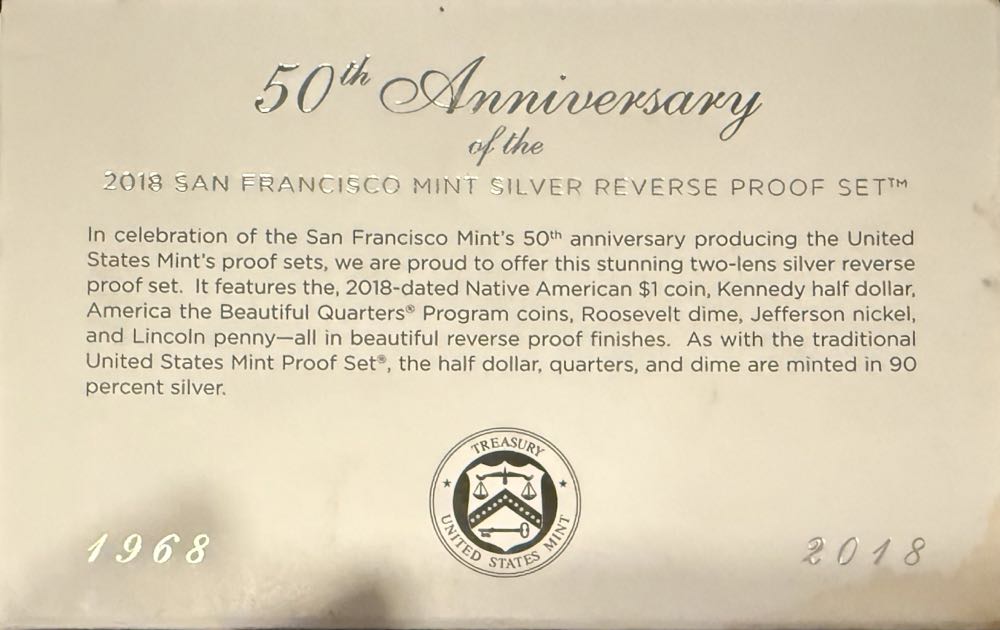 50th Anniversary
of the
2018 SAN FRANCISCO MINT SILVER REVERSE PROOF SET™
In celebration of the San Francisco Mint's 50th anniversary producing the United
States Mint's proof sets, we are proud to offer this stunning two-lens silver reverse
proof set. It features the, 2018-dated Native American $1 coin, Kennedy half dollar,
America the Beautiful Quarters® Program coins, Roosevelt dime, Jefferson nickel,
and Lincoln penny—all in beautiful reverse proof finishes. As with the traditional
United States Mint Proof Set®, the half dollar, quarters, and dime are minted in 90
percent silver.
TREASURY
UNITED STATES MINT
1968
2018